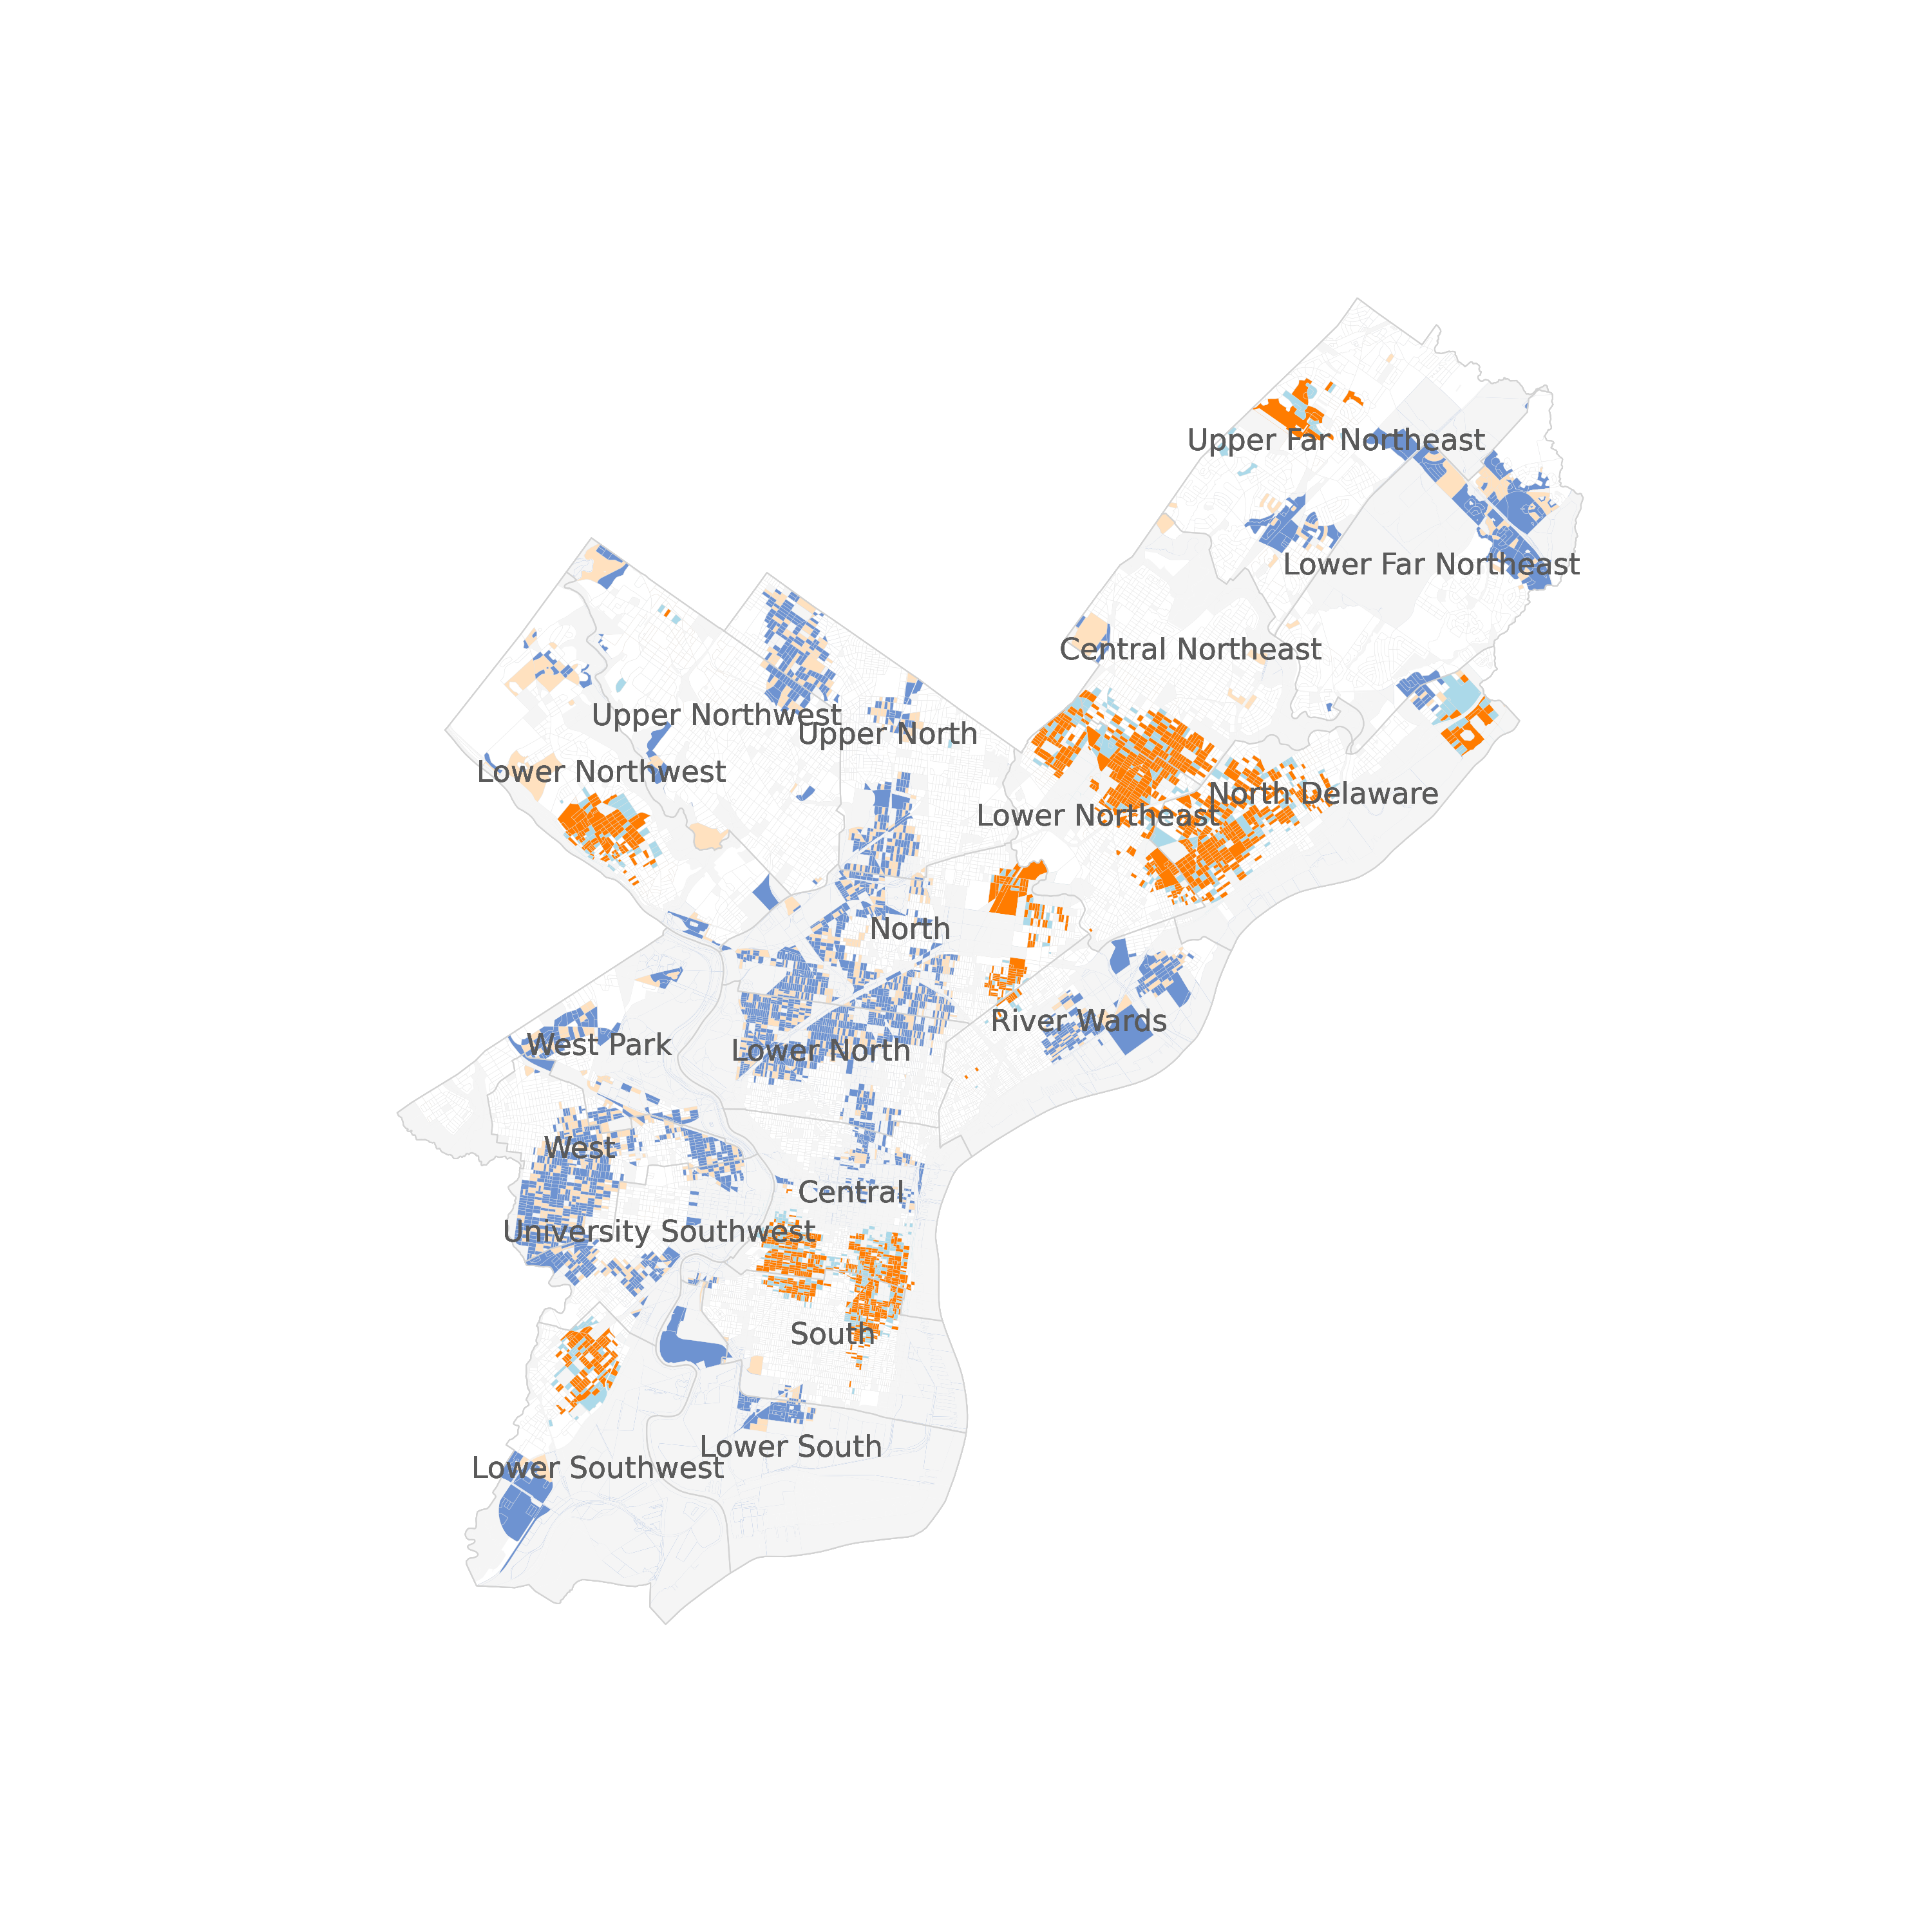 Upper Far Northeast
Lower Far Northeast
Central Northeast
Upper Northwest
Upper North
Lower Northwest
North Delaware
Lower Northeast
North
River Wards
West Park
Lower North
West
Central
University Southwest
South
Lower South
Lower Southwest